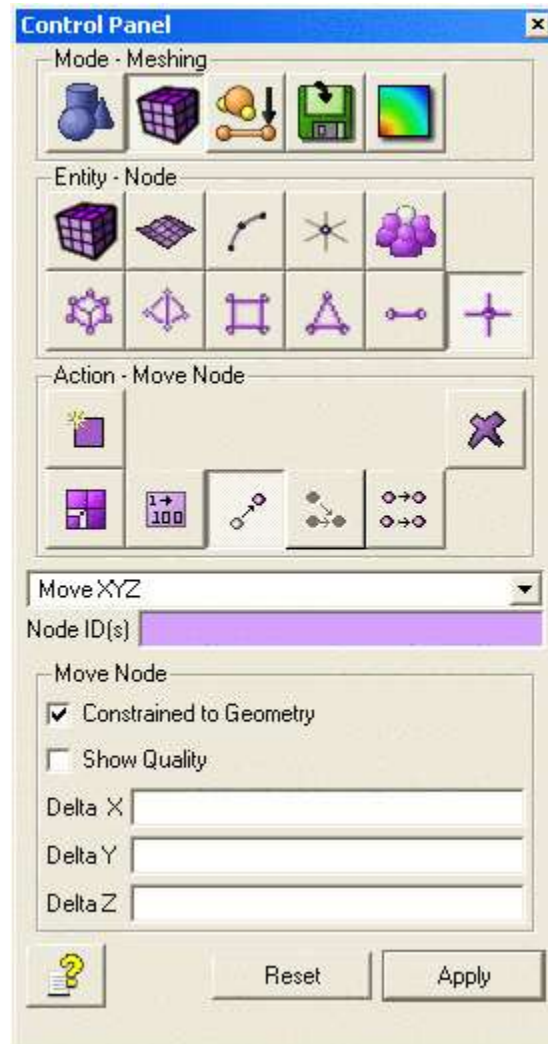 Control Panel
Mode - Meshing
Entity - Node
Action - Move Node
1→
100
Move XYZ
Node ID(s)
Move Node
Constrained to Geometry
Show Quality
Delta X
Delta Y
Delta Z
Reset
Apply